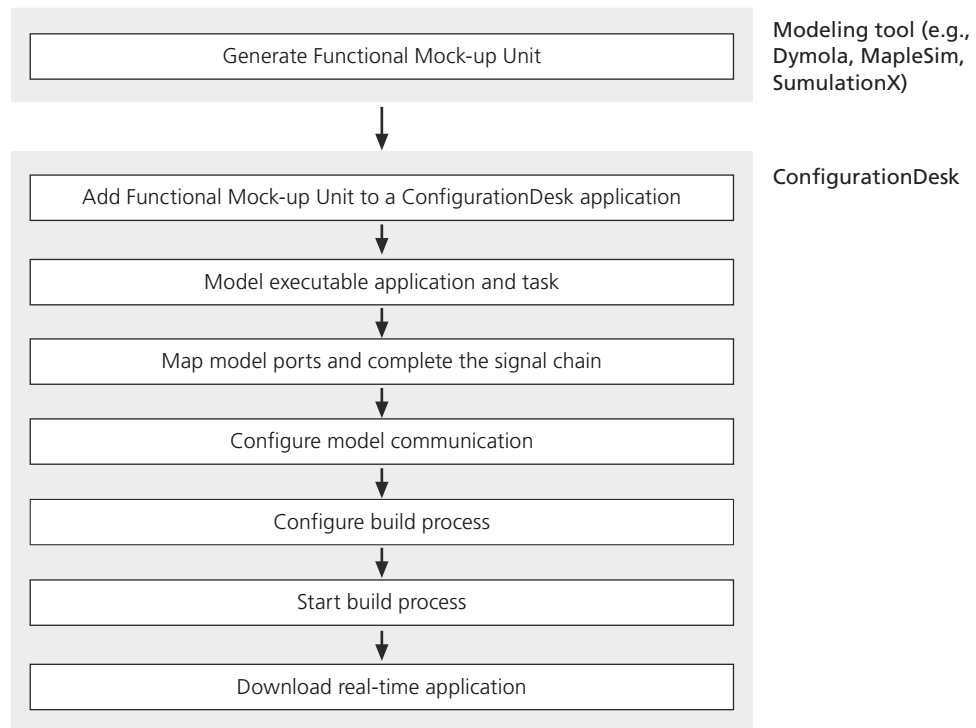 Generate Functional Mock-up Unit
Modeling tool (e.g.,
Dymola, MapleSim,
SumulationX)
Add Functional Mock-up Unit to a ConfigurationDesk application
ConfigurationDesk
Model executable application and task
Map model ports and complete the signal chain
Configure model communication
Configure build process
Start build process
Download real-time application